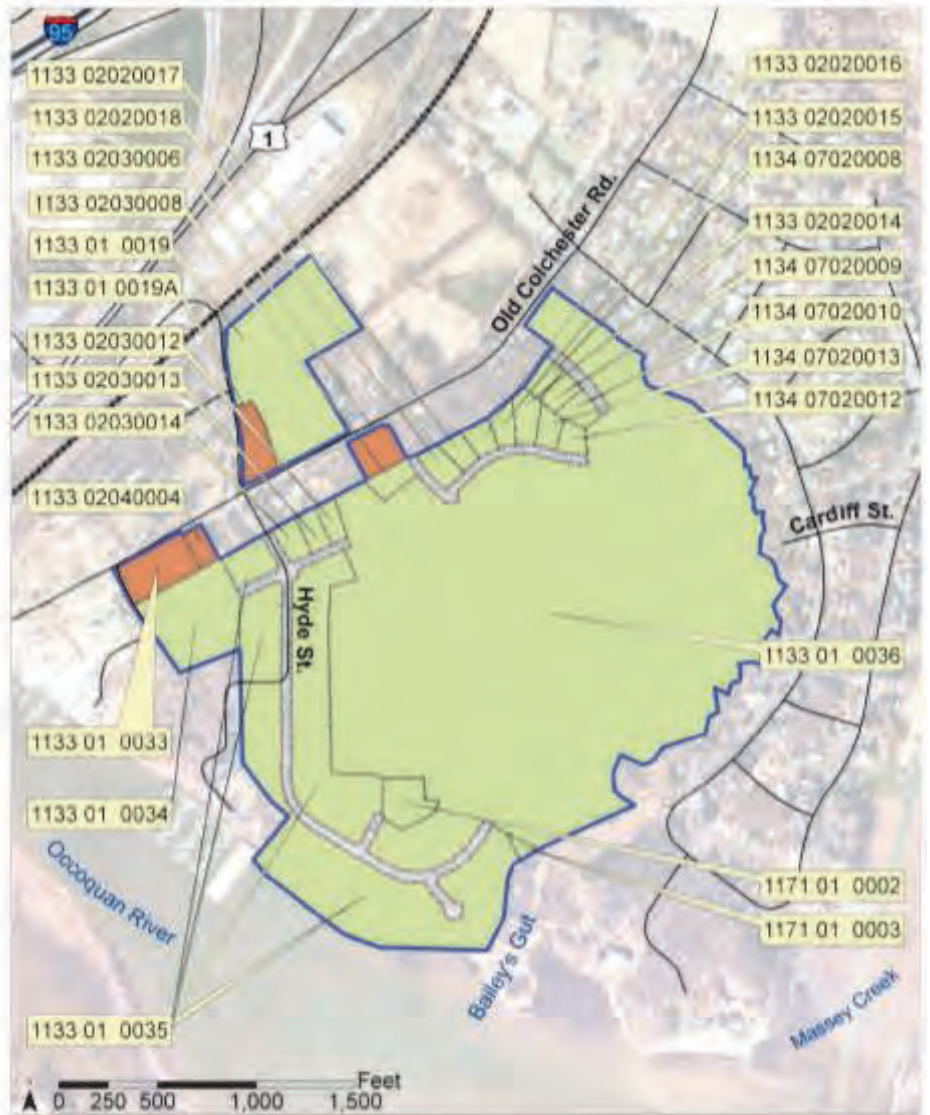 95
1133 02020017
1133 02020018
1133 02030006
1133 02030008
1133 01 0019
1133 01 0019A
1133 02030012
1133 02030013
1133 02030014
1133 02040004
1
1133 02020016
1133 02020015
1134 07020008
1133 02020014
1134 07020009
1134 07020010
1134 07020013
1134 07020012
Old Colchester Rd.
Cardiff St.
Hyde St.
1133 01 0036
1133 01 0033
1133 01 0034
Occoquan River
1171 01 0002
1171 01 0003
Bailey's Gut
Massey Creek
1133 01 0035
Feet
0 250 500 1,000 1,500